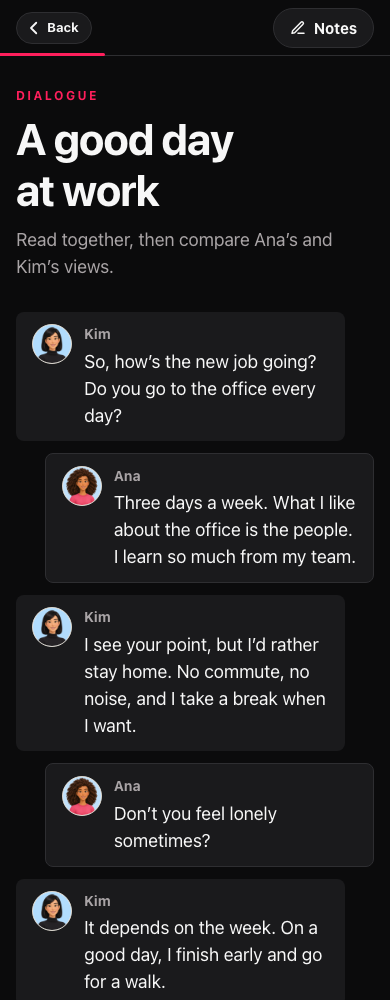 Back
Notes
DIALOGUE
A good day
at work
Read together, then compare Ana’s and
Kim’s views.
Kim
So, how’s the new job going?
Do you go to the office every
day?
Ana
Three days a week. What I like
about the office is the people.
I learn so much from my team.
Kim
I see your point, but I’d rather
stay home. No commute, no
noise, and I take a break when
I want.
Ana
Don’t you feel lonely
sometimes?
Kim
It depends on the week. On a
good day, I finish early and go
for a walk.